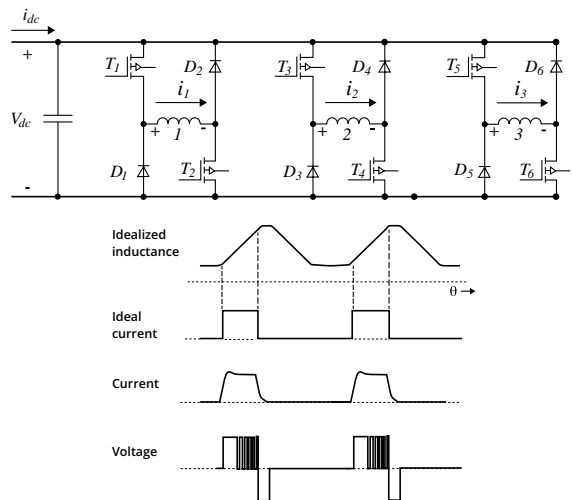 i_dc
+
T_1 D_2 T_3 D_4 T_5 D_6
i_1 i_2 i_3
V_dc
+ 1 - + 2 - + 3 -
D_1 T_2 D_3 T_4 D_5 T_6
-
Idealized
inductance
θ →
Ideal
current
Current
Voltage